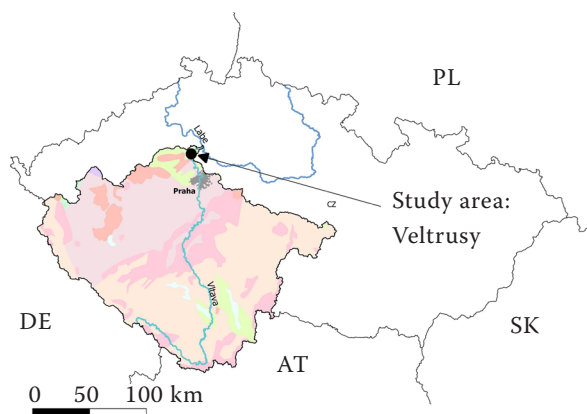 PL
Labe
Praha
CZ
Study area:
Veltrusy
Vltava
DE
SK
AT
0 50 100 km